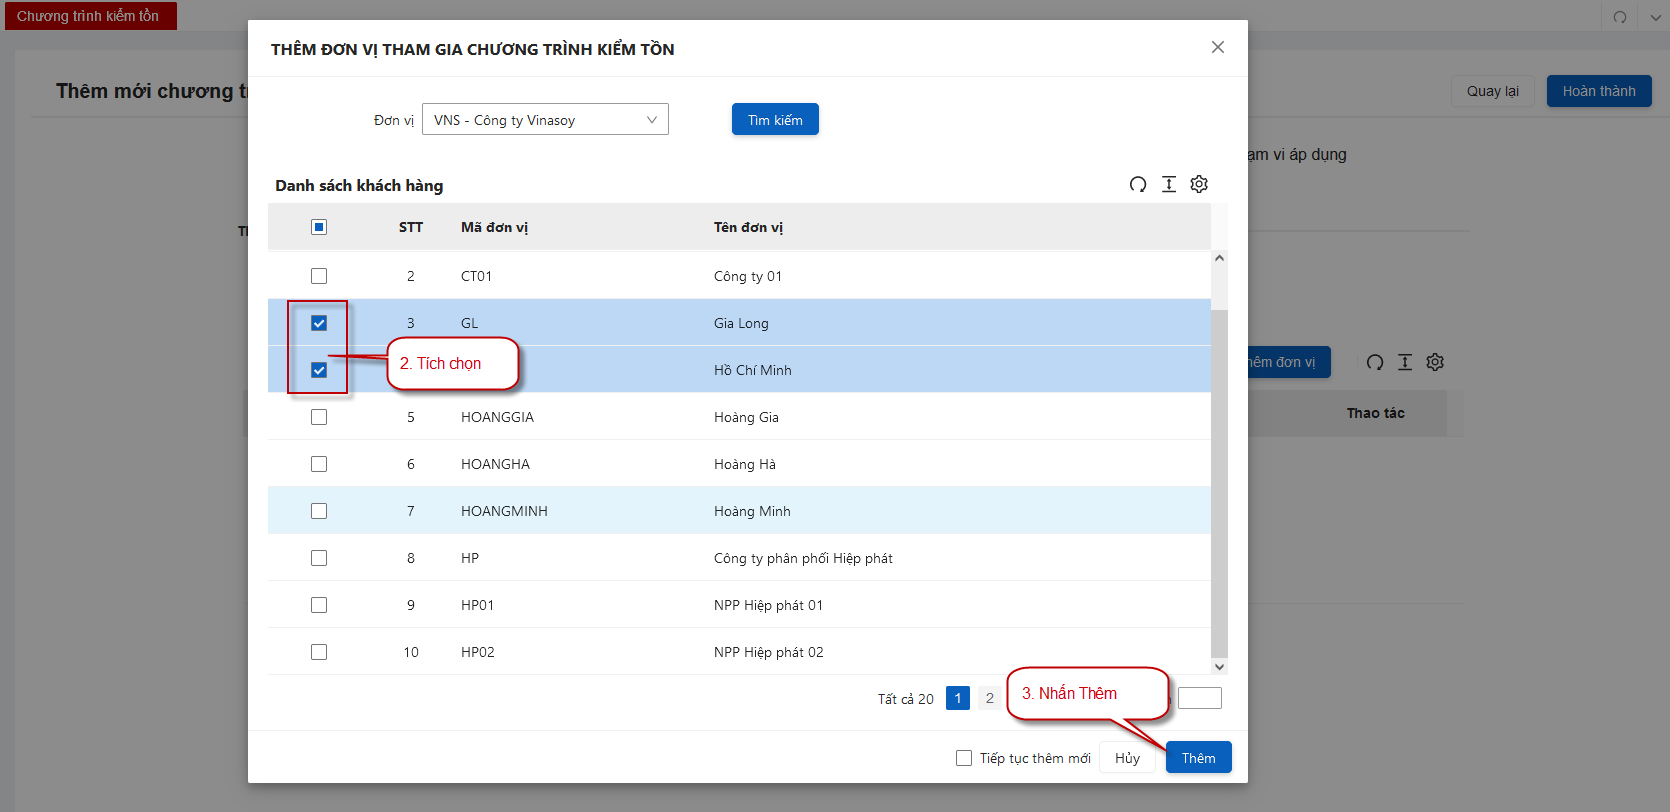 Chương trình kiểm tồn
THÊM ĐƠN VỊ THAM GIA CHƯƠNG TRÌNH KIỂM TỒN
Thêm mới chương
Quay lại
Hoàn thành
Đơn vị
VNS - Công ty Vinasoy
Tìm kiếm
vi áp dụng
Danh sách khách hàng
STT
Mã đơn vị
Tên đơn vị
2
CT01
Công ty 01
3
GL
Gia Long
2. Tích chọn
Hồ Chí Minh
đơn vị
5
HOANGGIA
Hoàng Gia
Thao tác
6
HOANGHA
Hoàng Hà
7
HOANGMINH
Hoàng Minh
8
HP
Công ty phân phối Hiệp phát
9
HP01
NPP Hiệp phát 01
10
HP02
NPP Hiệp phát 02
Tất cả 20
1
2
3. Nhấn Thêm
Tiếp tục thêm mới
Hủy
Thêm